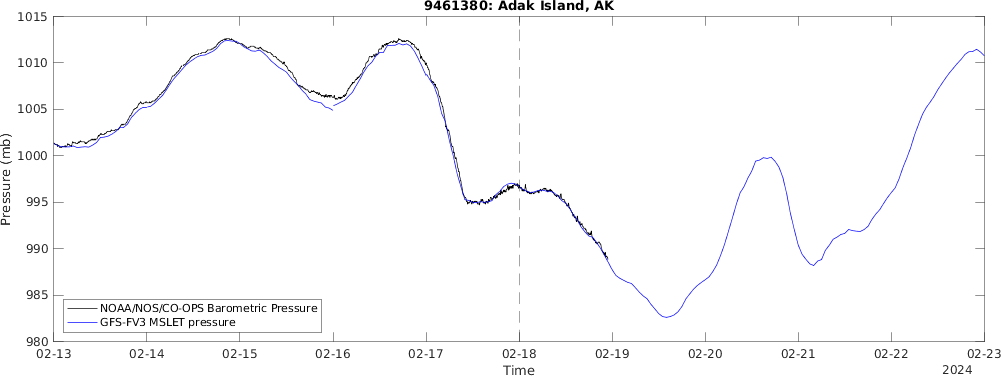 9461380: Adak Island, AK
Pressure (mb)
1015
1010
1005
1000
995
990
985
980
NOAA/NOS/CO-OPS Barometric Pressure
GFS-FV3 MSLET pressure
02-13 02-14 02-15 02-16 02-17 02-18 02-19 02-20 02-21 02-22 02-23
Time
2024